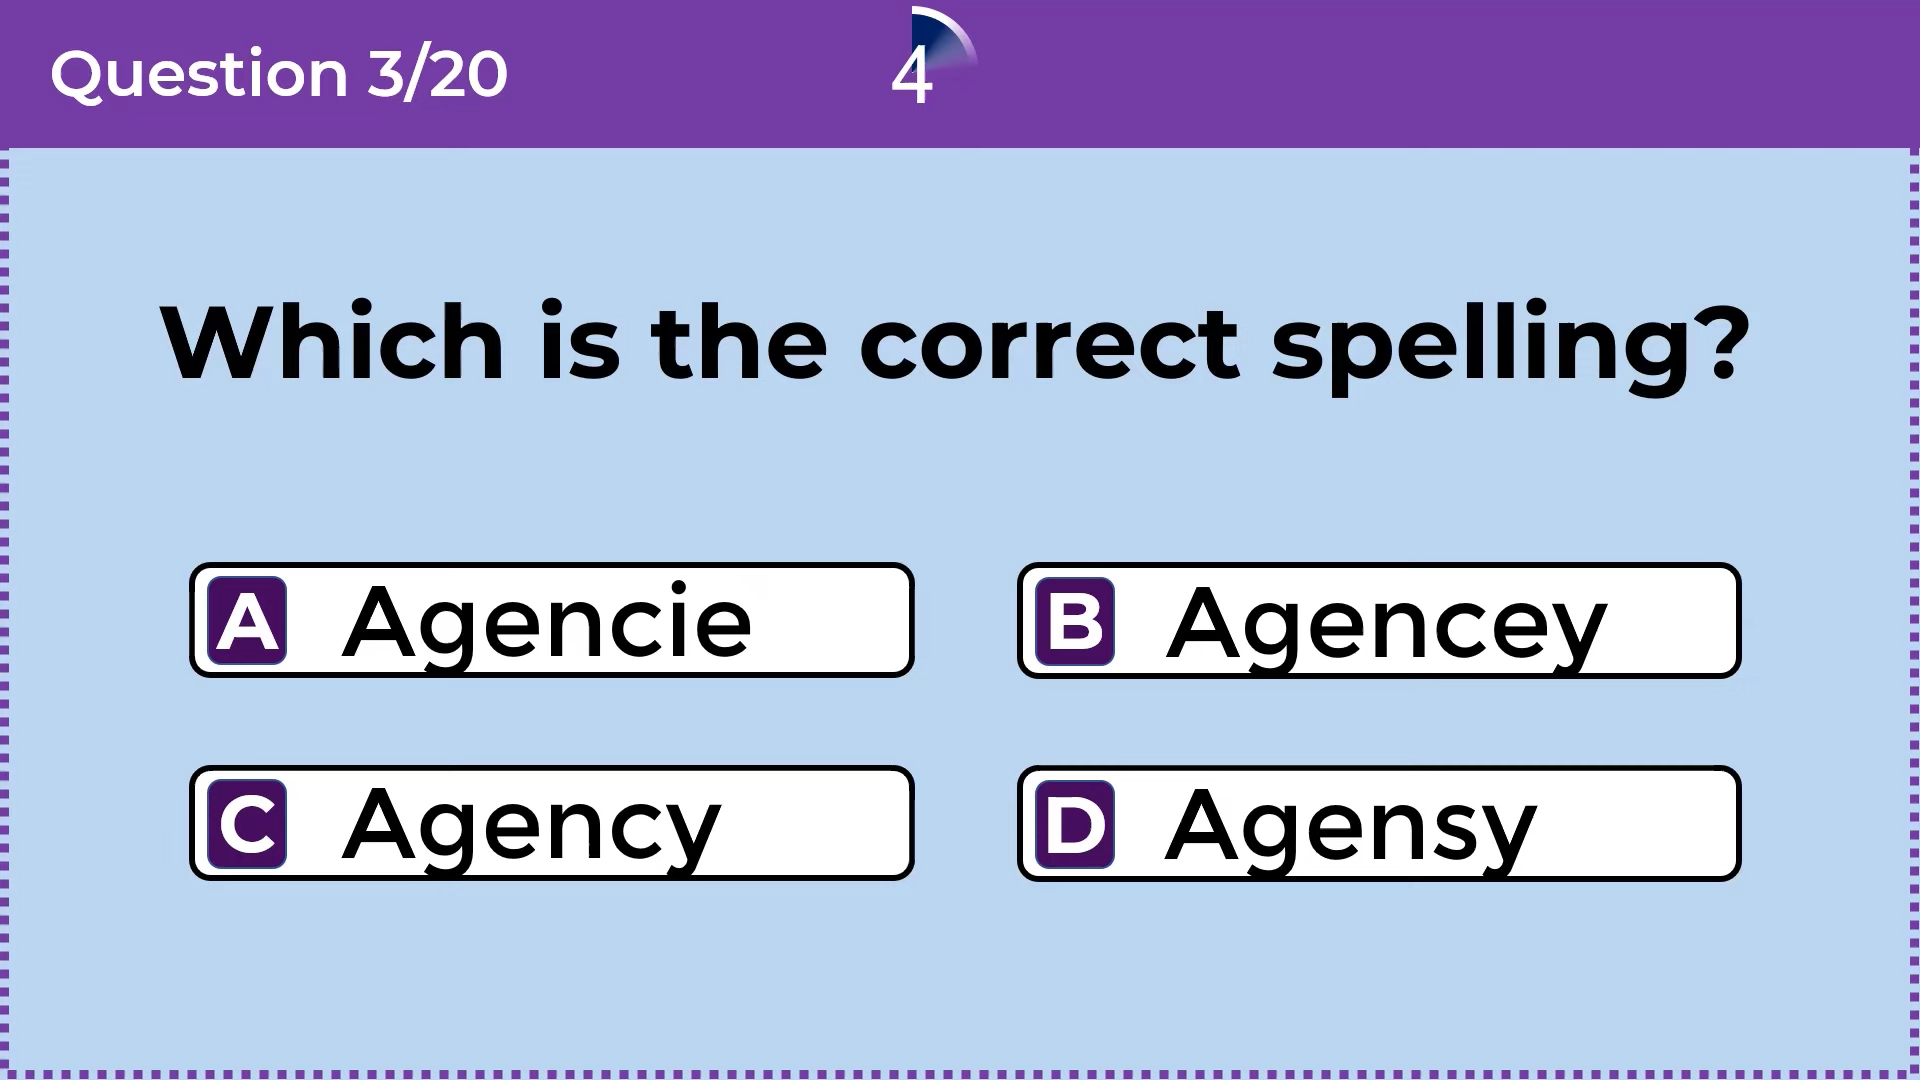 Question 3/20
4
Which is the correct spelling?
A Agencie
B Agencey
C Agency
D Agensy